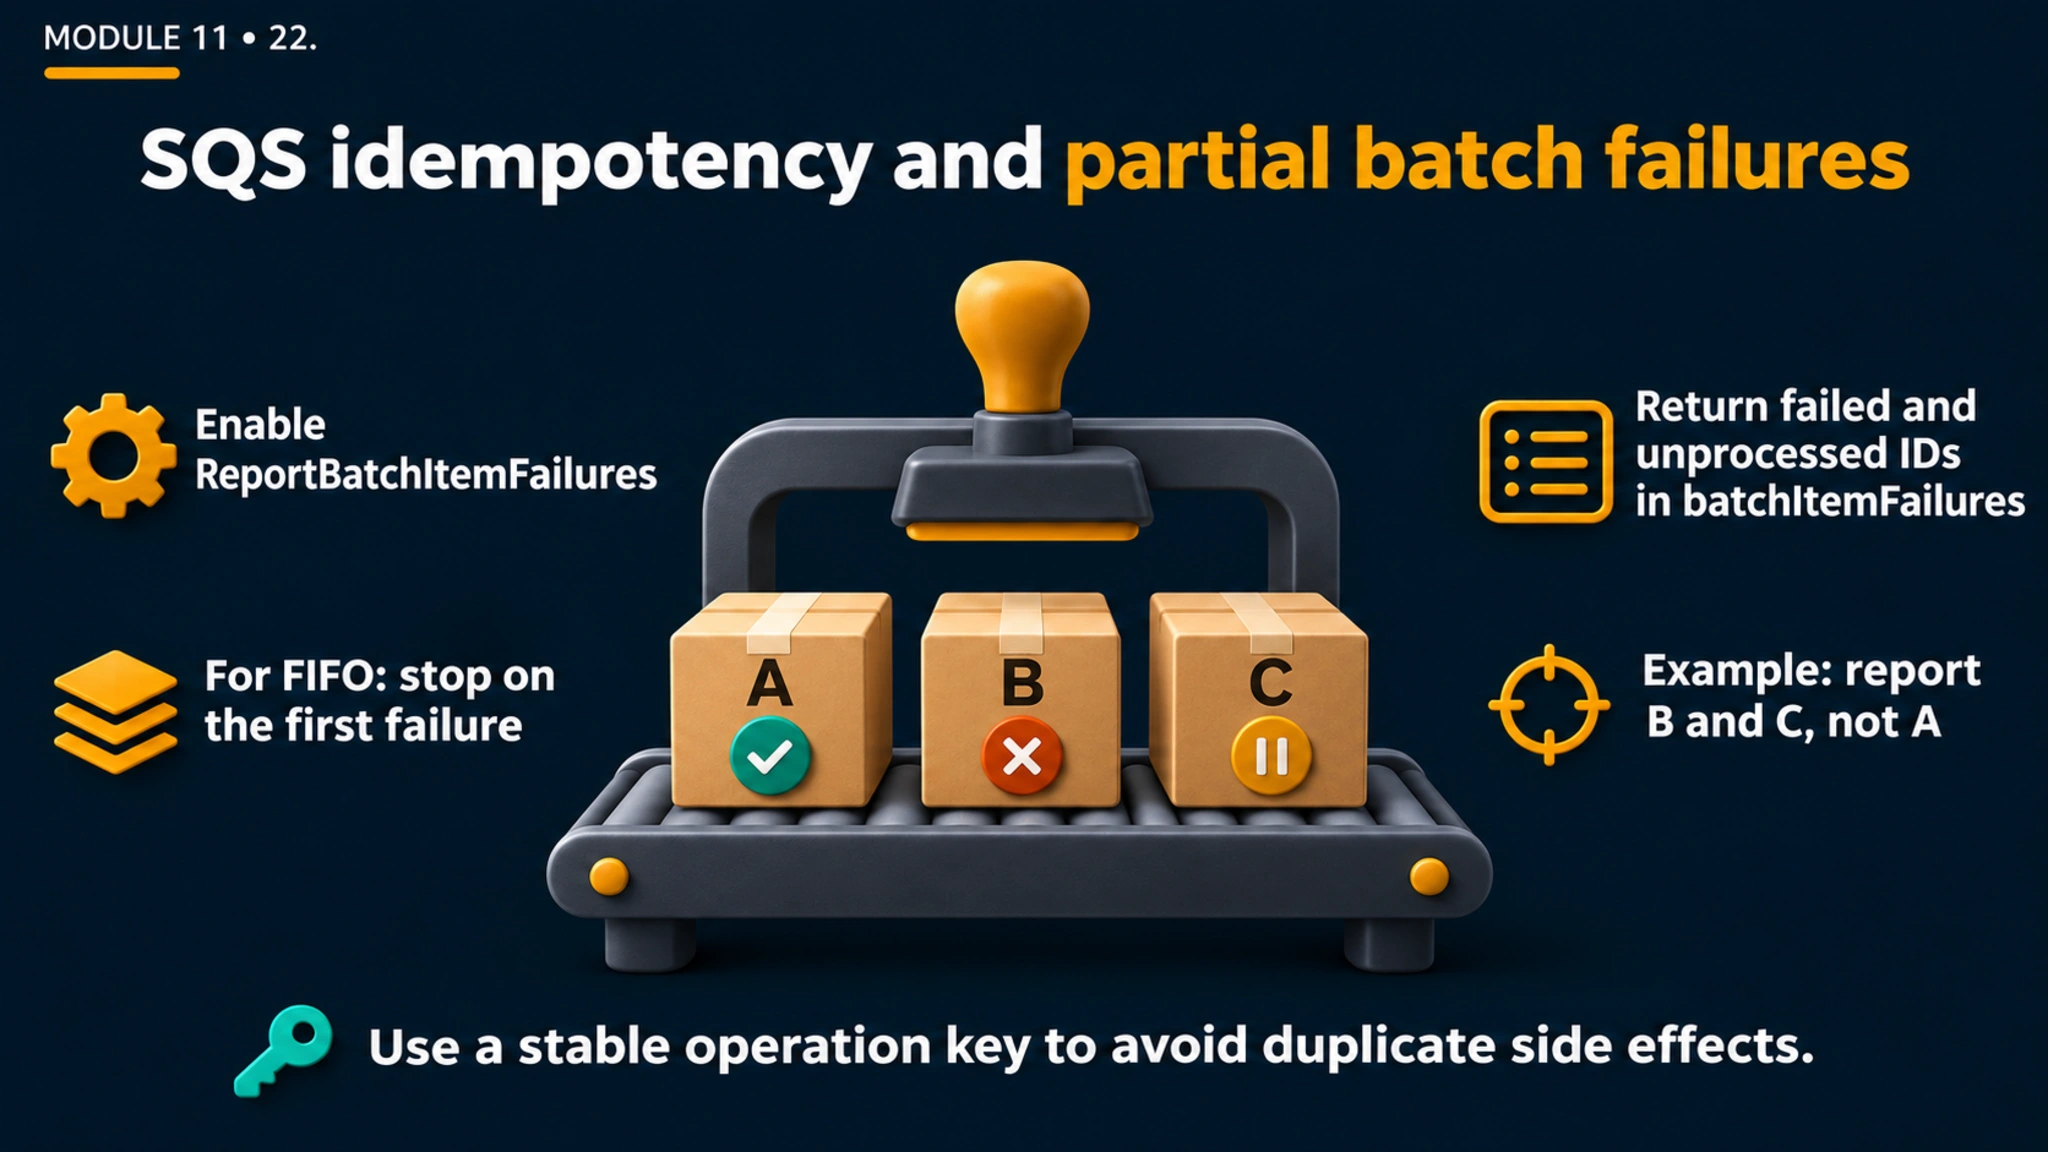 MODULE 11 • 22.
SQS idempotency and partial batch failures
Enable
ReportBatchItemFailures
For FIFO: stop on
the first failure
A
B
C
Return failed and
unprocessed IDs
in batchItemFailures
Example: report
B and C, not A
Use a stable operation key to avoid duplicate side effects.